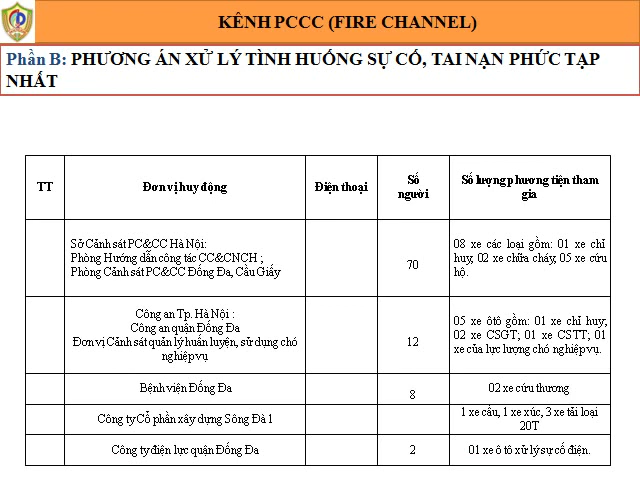 KÊNH PCCC (FIRE CHANNEL)
Phần B: PHƯƠNG ÁN XỬ LÝ TÌNH HUỐNG SỰ CỐ, TAI NẠN PHỨC TẠP
NHẤT
TT
Đơn vị huy động
Điện thoại
Số
người
Số lượng phương tiện tham
gia
Sở Cảnh sát PC&CC Hà Nội:
Phòng Hướng dẫn công tác CC&CNCH ;
Phòng Cảnh sát PC&CC Đống Đa, Cầu Giấy
70
08 xe các loại gồm: 01 xe chỉ
huy; 02 xe chữa cháy; 05 xe cứu
hộ.
Công an Tp. Hà Nội :
Công an quận Đống Đa
Đơn vị Cảnh sát quản lý huấn luyện, sử dụng chó
nghiệp vụ
12
05 xe ôtô gồm: 01 xe chỉ huy;
02 xe CSGT; 01 xe CSTT; 01
xe của lực lượng chó nghiệp vụ.
Bệnh viện Đống Đa
8
02 xe cứu thương
Công ty Cổ phần xây dựng Sông Đà 1
1 xe cẩu, 1 xe xúc, 3 xe tải loại
20T
Công ty điện lực quận Đống Đa
2
01 xe ô tô xử lý sự cố điện.